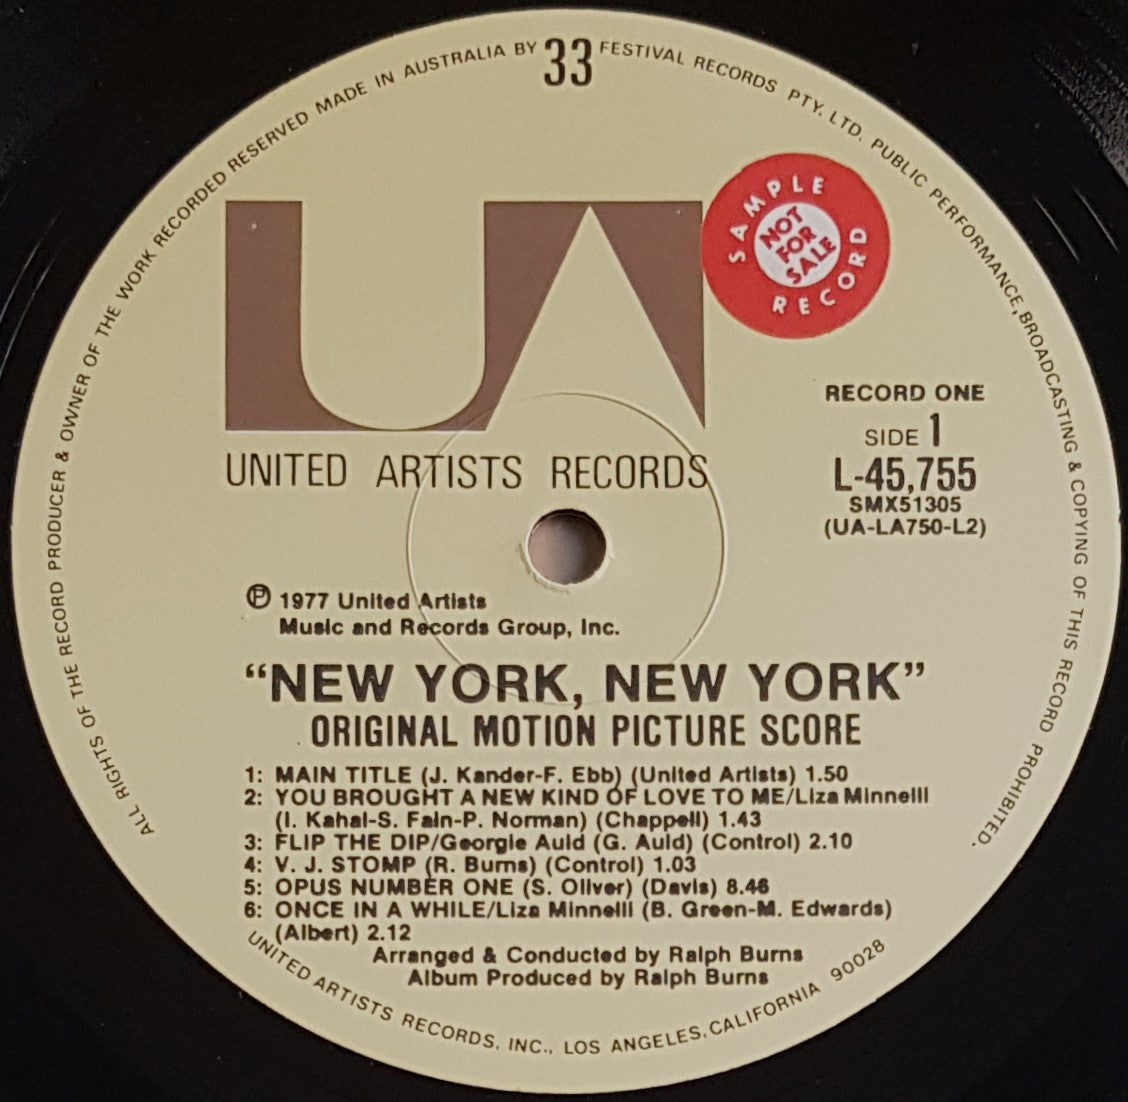 ALL RIGHTS OF THE RECORD PRODUCER & OWNER OF THE WORK RECORDED RESERVED MADE IN AUSTRALIA BY 33 FESTIVAL RECORDS PTY. LTD. PUBLIC PERFORMANCE, BROADCASTING & COPYING OF THIS RECORD PROHIBITED.
UA
SAMPLE
RECORD
NOT
FOR
SALE
RECORD ONE
SIDE 1
L-45,755
SMX51305
(UA-LA750-L2)
UNITED ARTISTS RECORDS
℗ 1977 United Artists
Music and Records Group, Inc.
"NEW YORK, NEW YORK"
ORIGINAL MOTION PICTURE SCORE
1: MAIN TITLE (J. Kander-F. Ebb) (United Artists) 1.50
2: YOU BROUGHT A NEW KIND OF LOVE TO ME/Liza Minnelli
(I. Kahal-S. Fain-P. Norman) (Chappell) 1.43
3: FLIP THE DIP/Georgie Auld (G. Auld) (Control) 2.10
4: V. J. STOMP (R. Burns) (Control) 1.03
5: OPUS NUMBER ONE (S. Oliver) (Davis) 8.46
6: ONCE IN A WHILE/Liza Minnelli (B. Green-M. Edwards)
(Albert) 2.12
Arranged & Conducted by Ralph Burns
Album Produced by Ralph Burns
UNITED ARTISTS RECORDS, INC., LOS ANGELES, CALIFORNIA 90028